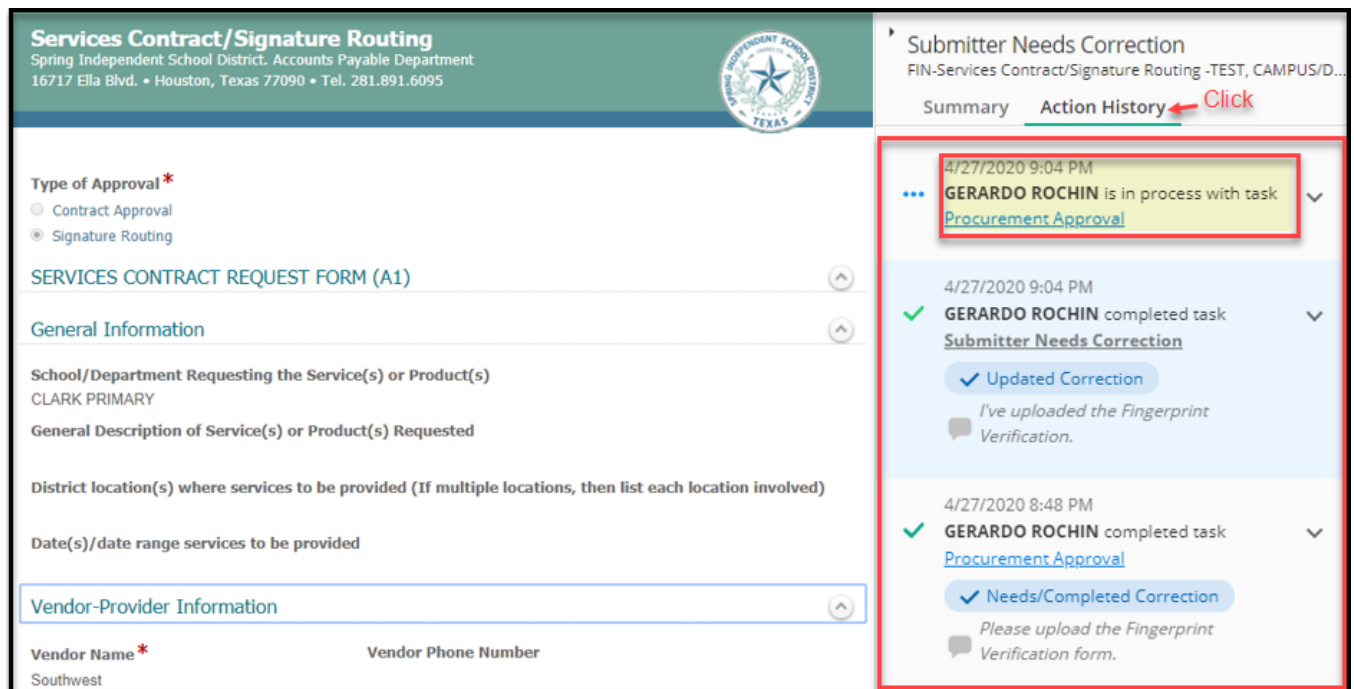 Services Contract/Signature Routing
Spring Independent School District. Accounts Payable Department
16717 Ella Blvd. • Houston, Texas 77090 • Tel. 281.891.6095
SPRING INDEPENDENT SCHOOL DISTRICT
TEXAS
Type of Approval*
Contract Approval
Signature Routing
SERVICES CONTRACT REQUEST FORM (A1)
General Information
School/Department Requesting the Service(s) or Product(s)
CLARK PRIMARY
General Description of Service(s) or Product(s) Requested
District location(s) where services to be provided (If multiple locations, then list each location involved)
Date(s)/date range services to be provided
Vendor-Provider Information
Vendor Name* Vendor Phone Number
Southwest
Submitter Needs Correction
FIN-Services Contract/Signature Routing -TEST, CAMPUS/D...
Summary Action History Click
4/27/2020 9:04 PM
GERARDO ROCHIN is in process with task
Procurement Approval
4/27/2020 9:04 PM
GERARDO ROCHIN completed task
Submitter Needs Correction
Updated Correction
I've uploaded the Fingerprint
Verification.
4/27/2020 8:48 PM
GERARDO ROCHIN completed task
Procurement Approval
Needs/Completed Correction
Please upload the Fingerprint
Verification form.